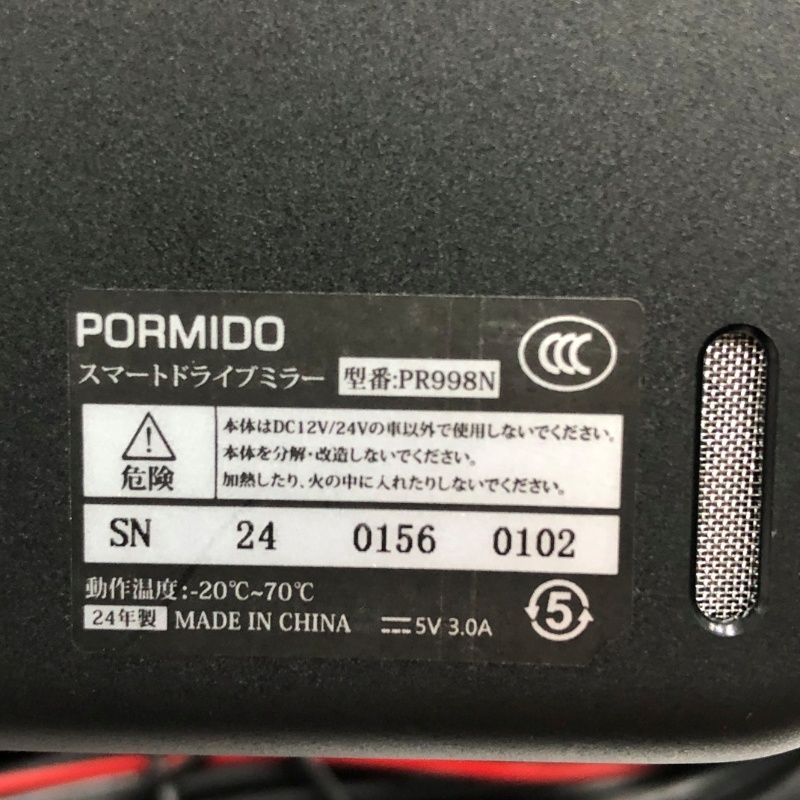 PORMIDO
CCC
スマートドライブミラー 型番:PR998N
本体はDC12V/24Vの車以外で使用しないでください。
本体を分解・改造しないでください。
危険
加熱したり、火の中に入れたりしないでください。
SN 24 0156 0102
動作温度:-20℃~70℃
24年製 MADE IN CHINA 5V 3.0A
5